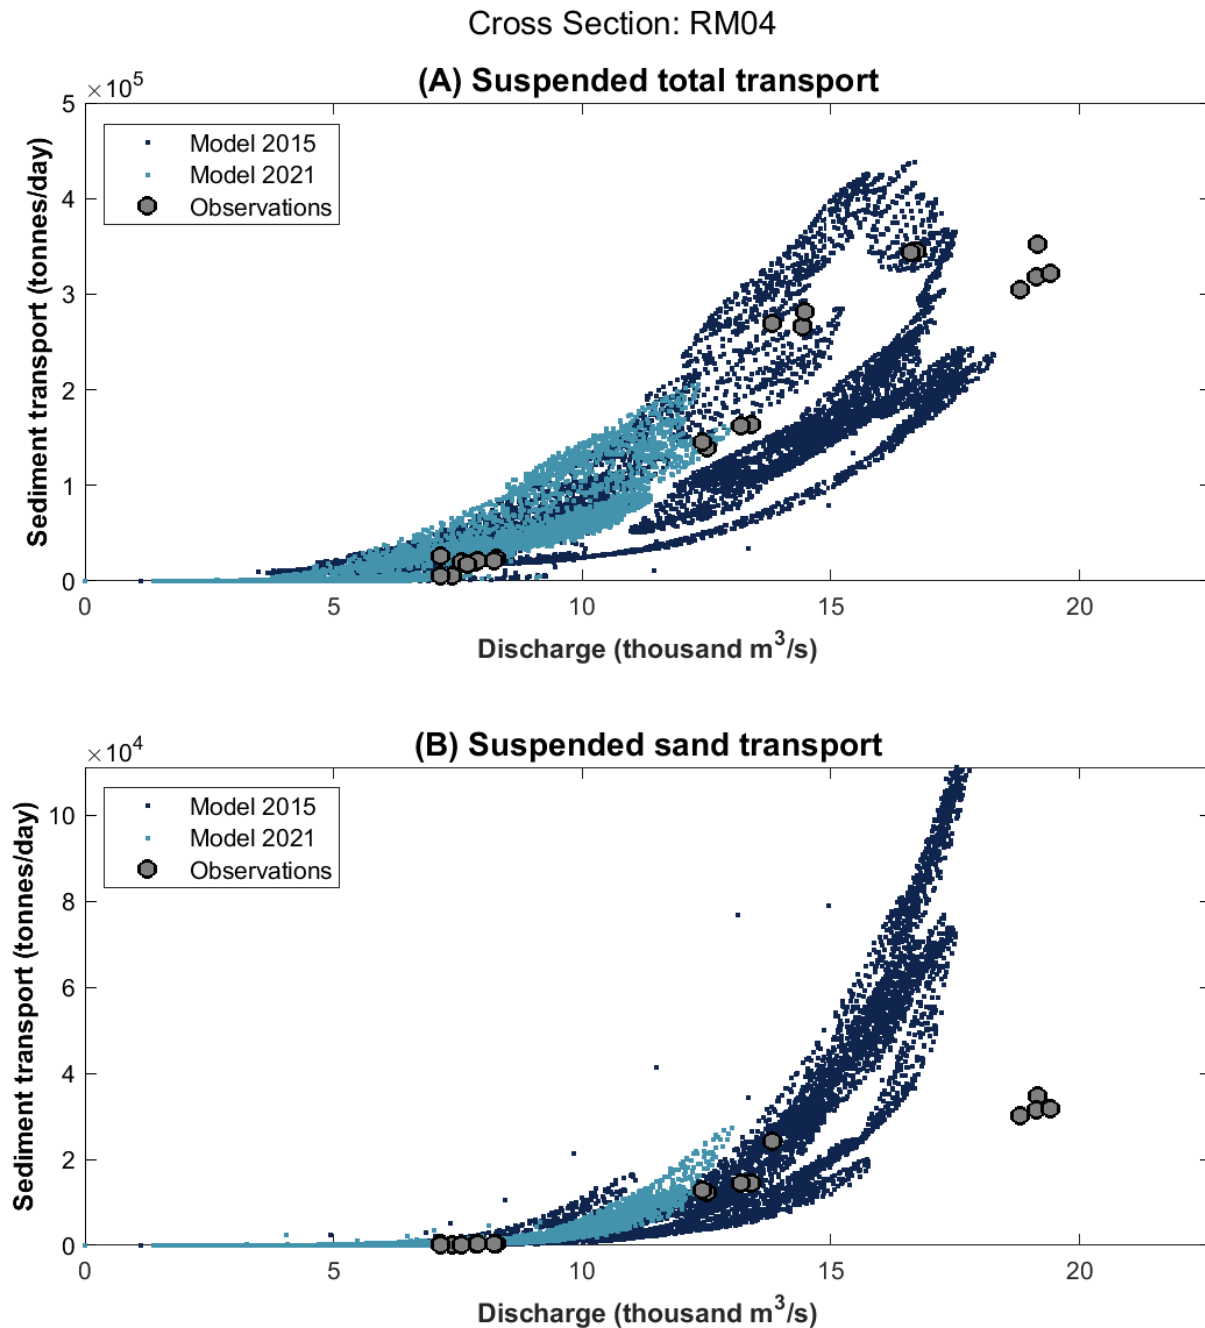 Cross Section: RM04
(A) Suspended total transport
×10^5
5
4
3
2
1
0
Sediment transport (tonnes/day)
Model 2015
Model 2021
Observations
0 5 10 15 20
Discharge (thousand m^3/s)
(B) Suspended sand transport
×10^4
10
8
6
4
2
0
Sediment transport (tonnes/day)
Model 2015
Model 2021
Observations
0 5 10 15 20
Discharge (thousand m^3/s)